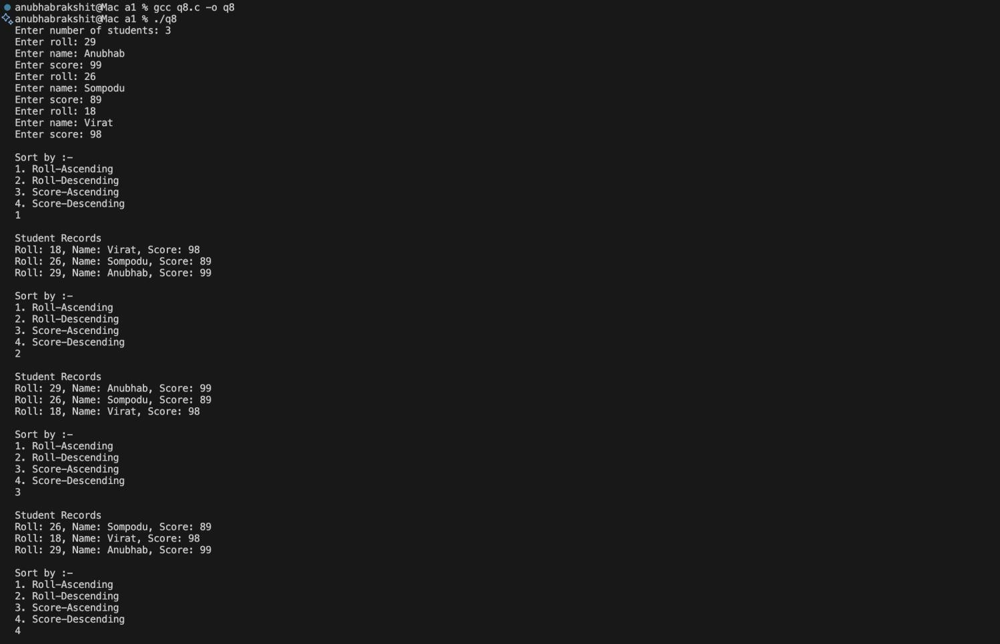 anubhabrakshit@Mac a1 % gcc q8.c -o q8
anubhabrakshit@Mac a1 % ./q8
Enter number of students: 3
Enter roll: 29
Enter name: Anubhab
Enter score: 99
Enter roll: 26
Enter name: Sompodu
Enter score: 89
Enter roll: 18
Enter name: Virat
Enter score: 98

Sort by :-
1. Roll-Ascending
2. Roll-Descending
3. Score-Ascending
4. Score-Descending
1

Student Records
Roll: 18, Name: Virat, Score: 98
Roll: 26, Name: Sompodu, Score: 89
Roll: 29, Name: Anubhab, Score: 99

Sort by :-
1. Roll-Ascending
2. Roll-Descending
3. Score-Ascending
4. Score-Descending
2

Student Records
Roll: 29, Name: Anubhab, Score: 99
Roll: 26, Name: Sompodu, Score: 89
Roll: 18, Name: Virat, Score: 98

Sort by :-
1. Roll-Ascending
2. Roll-Descending
3. Score-Ascending
4. Score-Descending
3

Student Records
Roll: 26, Name: Sompodu, Score: 89
Roll: 18, Name: Virat, Score: 98
Roll: 29, Name: Anubhab, Score: 99

Sort by :-
1. Roll-Ascending
2. Roll-Descending
3. Score-Ascending
4. Score-Descending
4